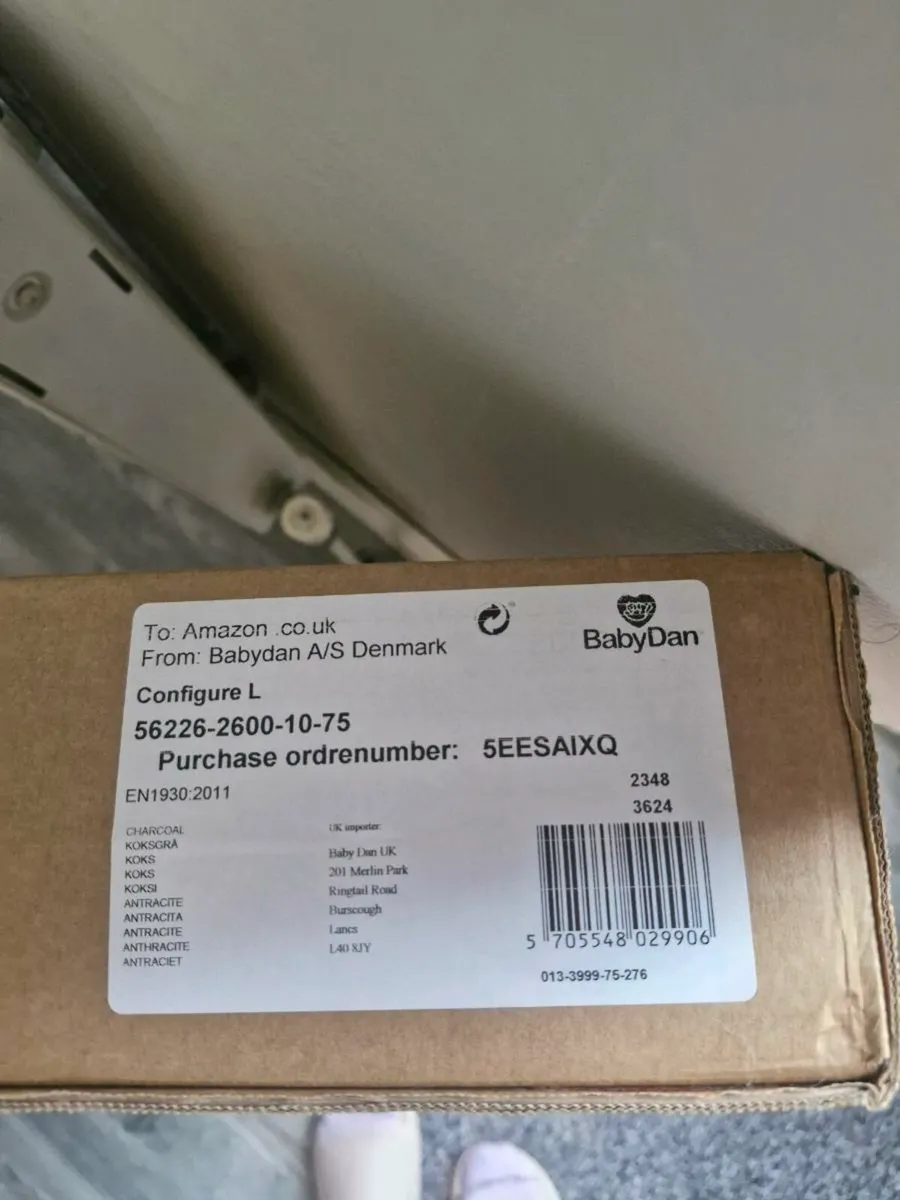 To: Amazon .co.uk
From: Babydan A/S Denmark
BabyDan
Configure L
56226-2600-10-75
Purchase ordrenumber: 5EESAIXQ
EN1930:2011
2348
3624
CHARCOAL
KOKSGRÅ
KOKS
KOKS
KOKSI
ANTRACITE
ANTRACITA
ANTRACITE
ANTHRACITE
ANTRACIET
UK importer:
Baby Dan UK
201 Merlin Park
Ringtail Road
Burscough
Lancs
L40 8JY
5 705548 029906
013-3999-75-276